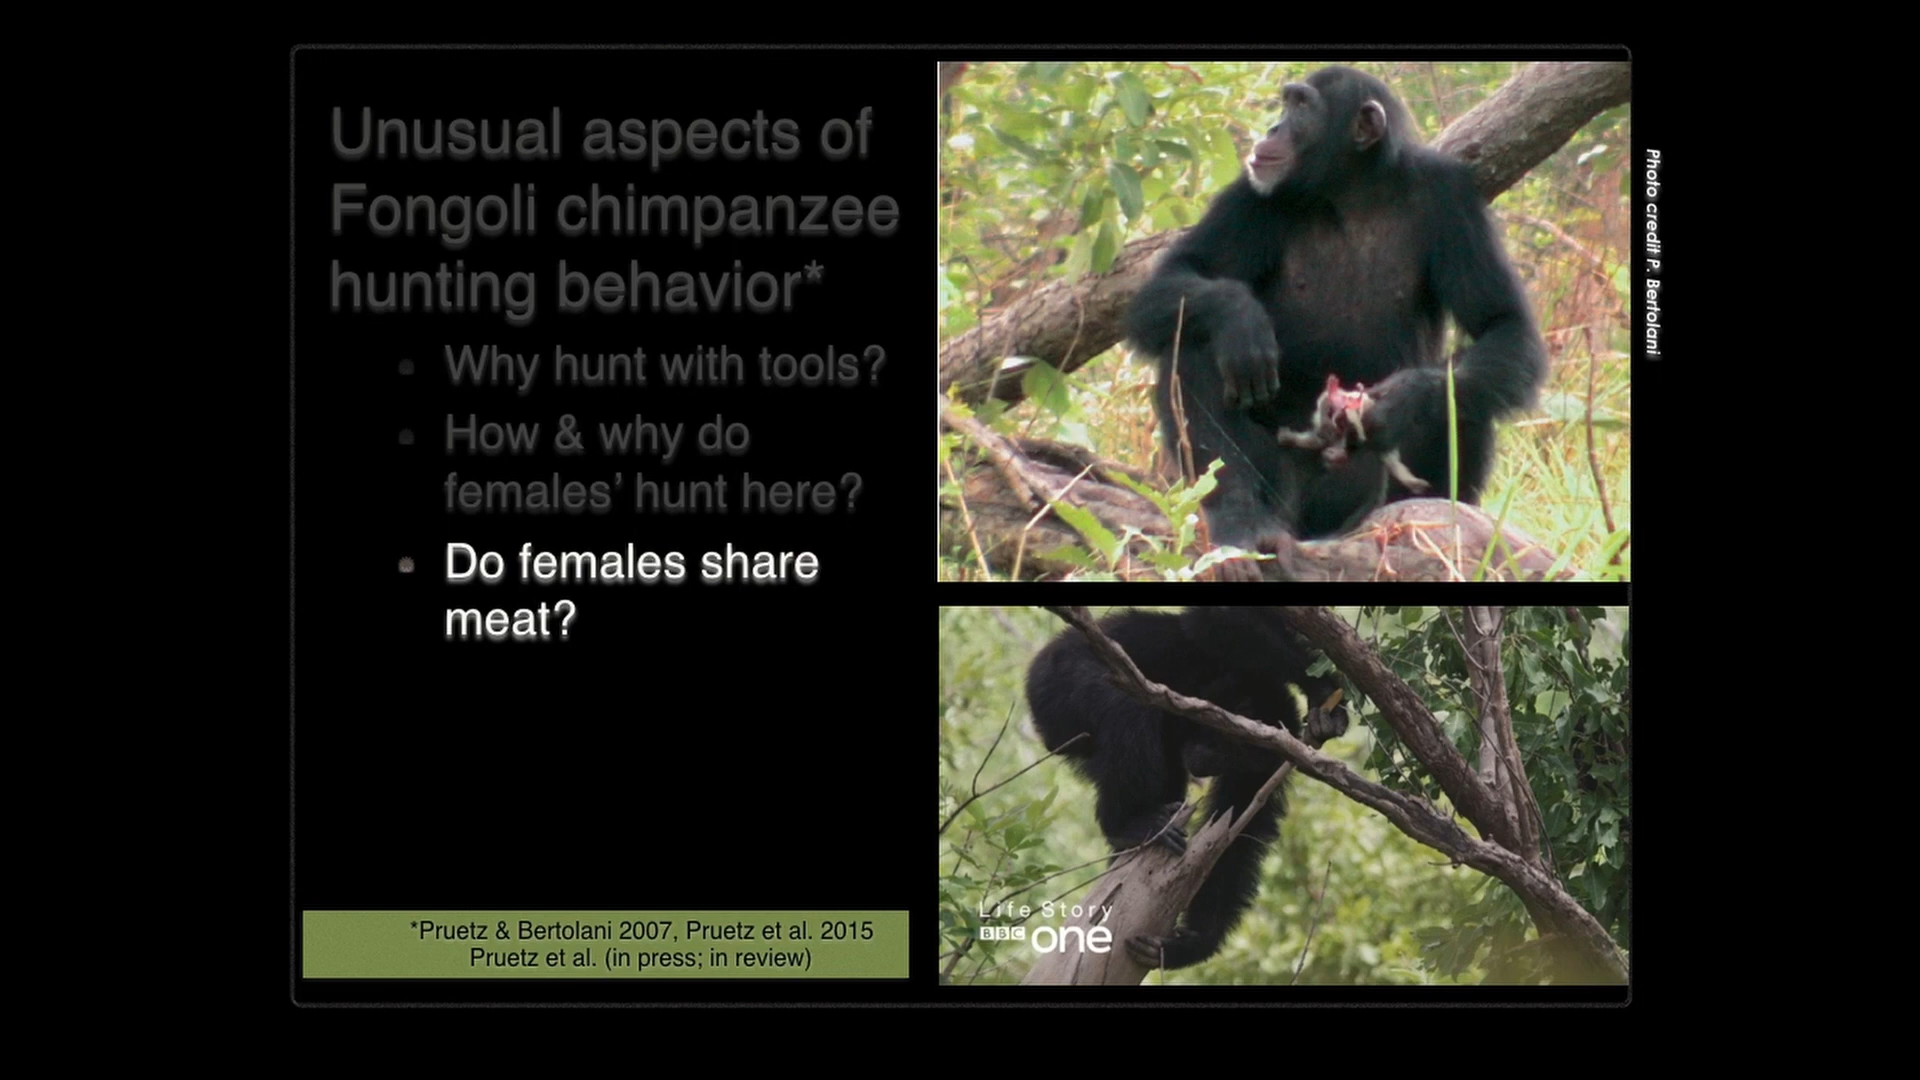 Unusual aspects of
Fongoli chimpanzee
hunting behavior*
Why hunt with tools?
How & why do
females’ hunt here?
Do females share
meat?
*Pruetz & Bertolani 2007, Pruetz et al. 2015
Pruetz et al. (in press; in review)
Photo credit P. Bertolani
Life Story
BBC one